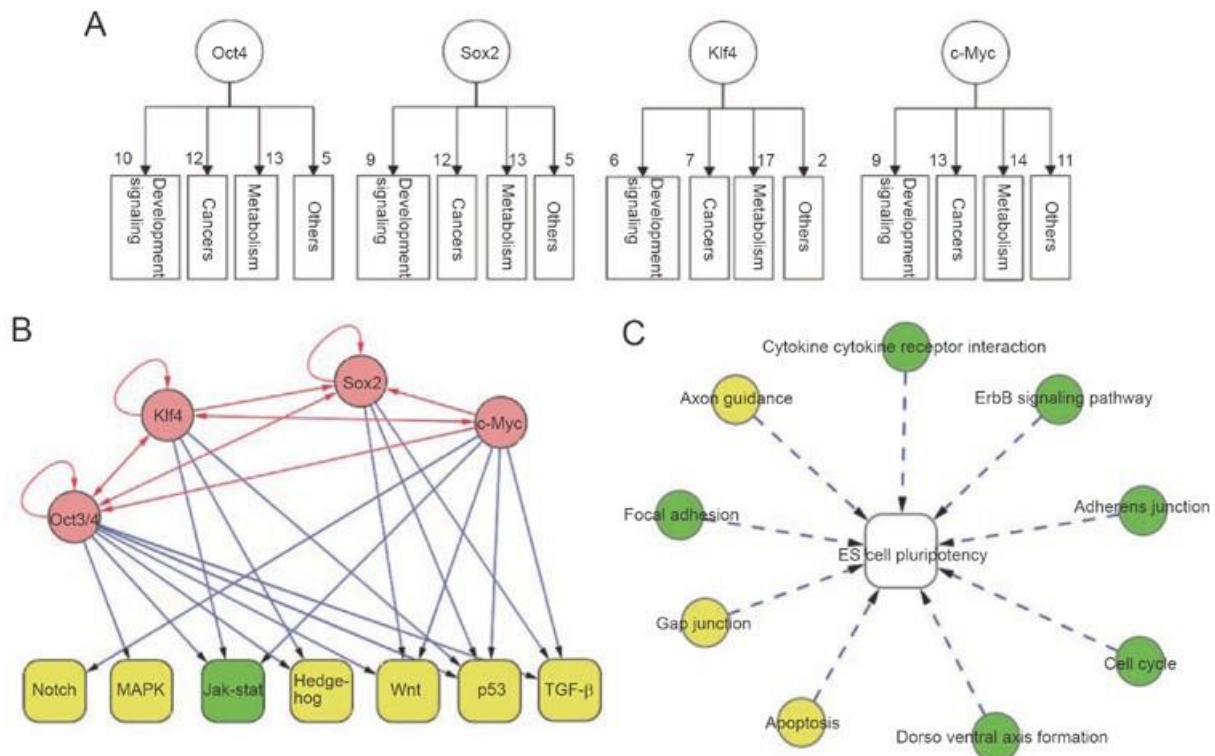 A
Oct4
Sox2
Klf4
c-Myc
10 12 13 5
9 12 13 5
6 7 17 2
9 13 14 11
Development signaling
Cancers
Metabolism
Others
Development signaling
Cancers
Metabolism
Others
Development signaling
Cancers
Metabolism
Others
Development signaling
Cancers
Metabolism
Others
B
Sox2
Klf4
c-Myc
Oct3/4
Notch
MAPK
Jak-stat
Hedge-
hog
Wnt
p53
TGF-β
C
Cytokine cytokine receptor interaction
Axon guidance
ErbB signaling pathway
Focal adhesion
Adherens junction
ES cell pluripotency
Gap junction
Cell cycle
Apoptosis
Dorso ventral axis formation